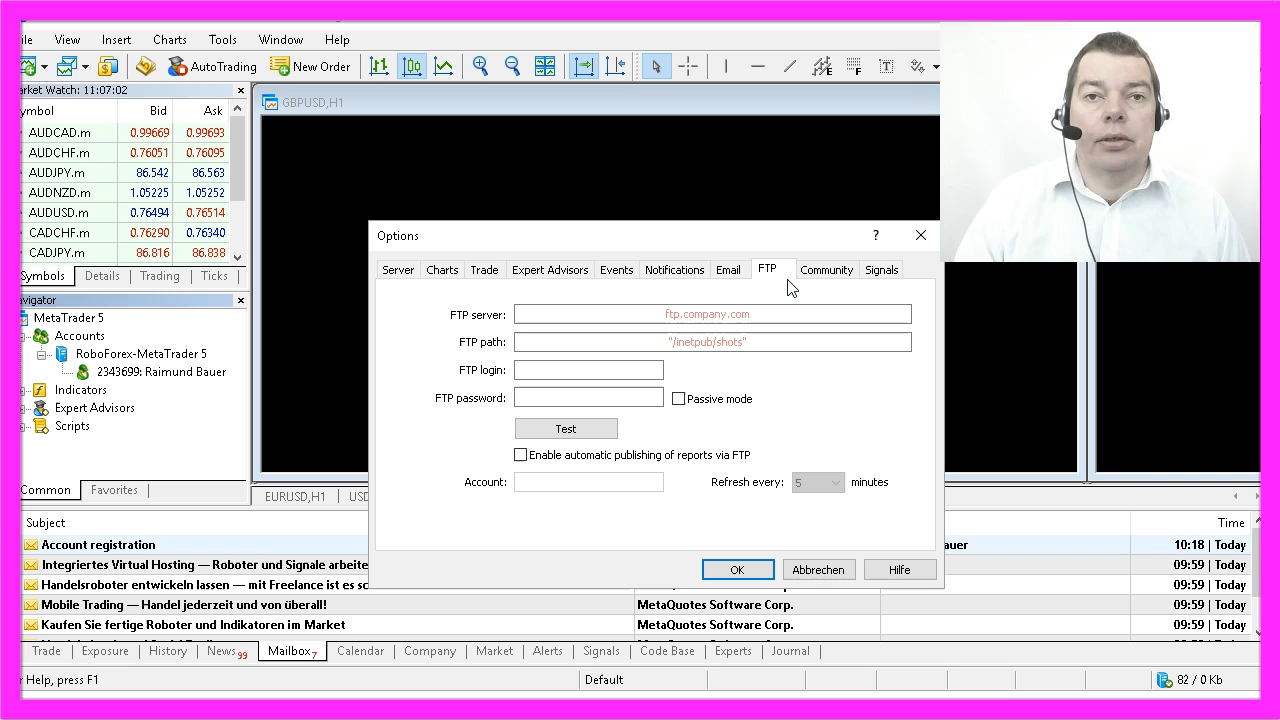 ile View Insert Charts Tools Window Help
AutoTrading New Order
arket Watch: 11:07:02
ymbol Bid Ask
AUDCAD.m 0.99669 0.99693
AUDCHF.m 0.76051 0.76095
AUDJPY.m 86.542 86.563
AUDNZD.m 1.05225 1.05252
AUDUSD.m 0.76494 0.76514
CADCHF.m 0.76290 0.76340
CADJPY.m 86.816 86.838
Symbols Details Trading Ticks
avigator
MetaTrader 5
Accounts
RoboForex-MetaTrader 5
2343699: Raimund Bauer
Indicators
Expert Advisors
Scripts
Common Favorites
GBPUSD,H1
EURUSD,H1 USD
Options
Server Charts Trade Expert Advisors Events Notifications Email FTP Community Signals
FTP server: ftp.company.com
FTP path: "/inetpub/shots"
FTP login:
FTP password: Passive mode
Test
Enable automatic publishing of reports via FTP
Account: Refresh every: 5 minutes
OK Abbrechen Hilfe
Subject Time
Account registration auer 10:18 | Today
Integriertes Virtual Hosting — Roboter und Signale arbeite 09:59 | Today
Handelsroboter entwickeln lassen — mit Freelance ist es sc 09:59 | Today
Mobile Trading — Handel jederzeit und von überall! MetaQuotes Software Corp. 09:59 | Today
Kaufen Sie fertige Roboter und Indikatoren im Market MetaQuotes Software Corp. 09:59 | Today
Trade Exposure History News 99 Mailbox 7 Calendar Company Market Alerts Signals Code Base Experts Journal
r Help, press F1 Default 82 / 0 Kb